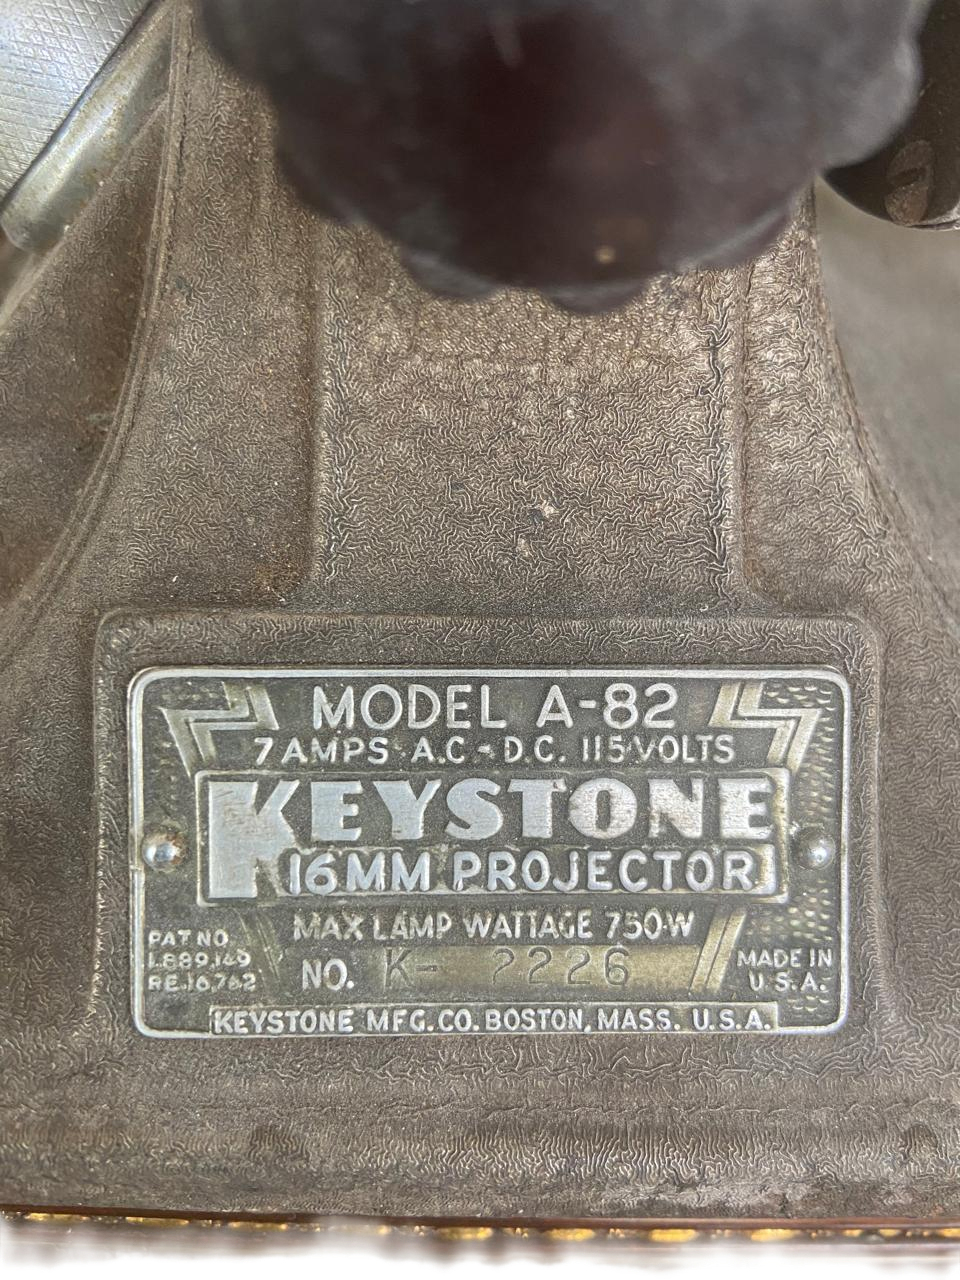 MODEL A-82
7 AMPS·A.C-D.C. 115 VOLTS
KEYSTONE
16MM PROJECTOR
MAX LAMP WATTAGE 750·W
PAT NO
1.889,149
RE.16,762
NO. K- 2226
MADE IN
U.S.A.
KEYSTONE MFG.CO. BOSTON, MASS. U.S.A.